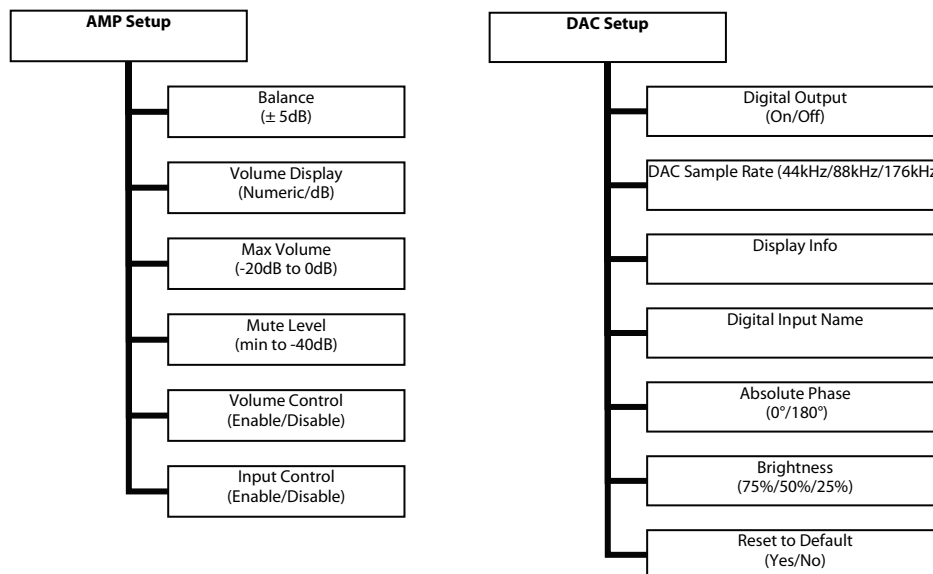 AMP Setup
Balance
(± 5dB)
Volume Display
(Numeric/dB)
Max Volume
(-20dB to 0dB)
Mute Level
(min to -40dB)
Volume Control
(Enable/Disable)
Input Control
(Enable/Disable)
DAC Setup
Digital Output
(On/Off)
DAC Sample Rate (44kHz/88kHz/176kHz
Display Info
Digital Input Name
Absolute Phase
(0°/180°)
Brightness
(75%/50%/25%)
Reset to Default
(Yes/No)